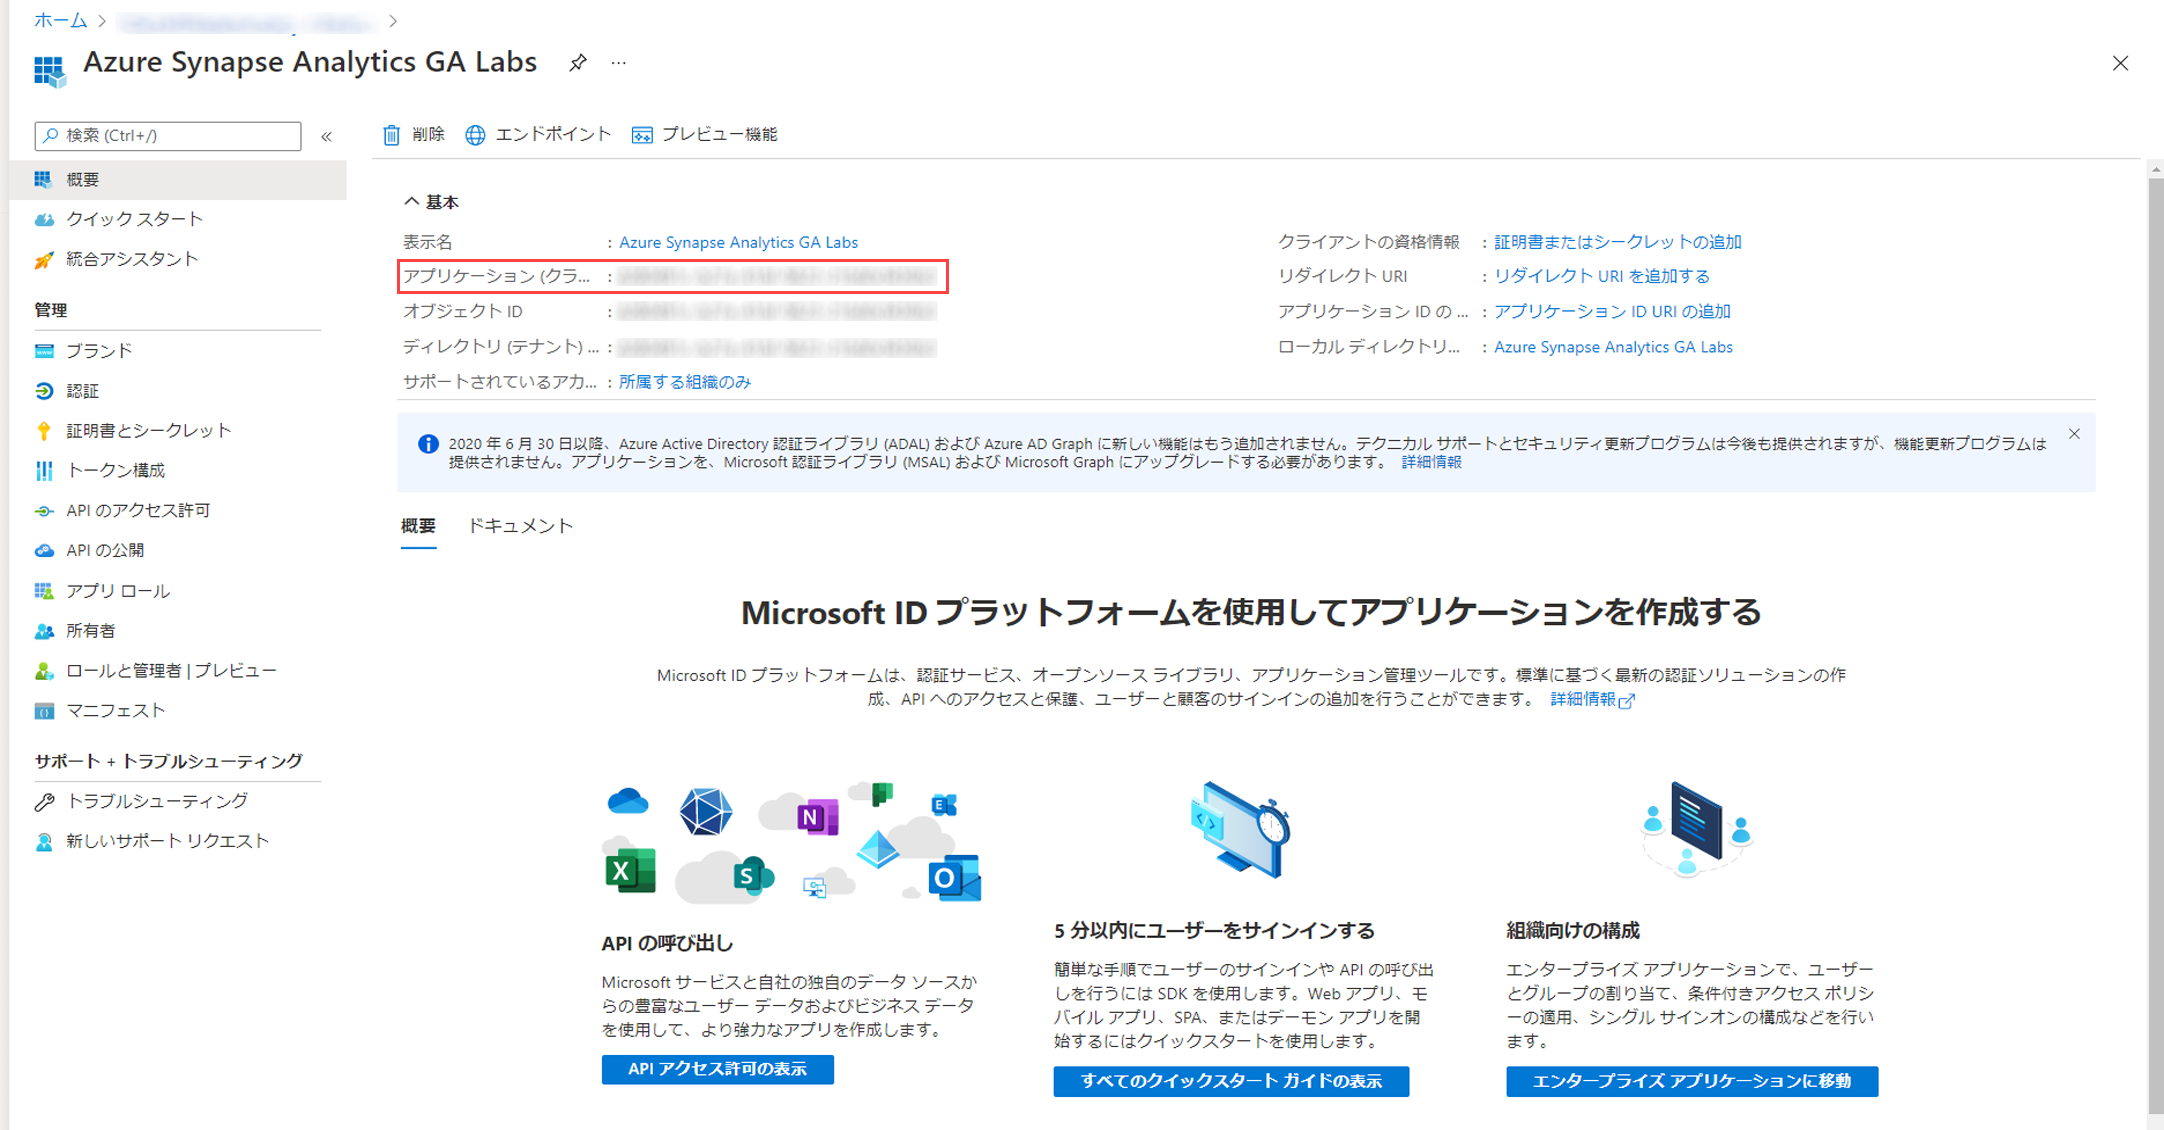 ホーム
Azure Synapse Analytics GA Labs
検索 (Ctrl+/)
«
削除
エンドポイント
プレビュー機能
概要
クイック スタート
統合アシスタント
管理
ブランド
認証
証明書とシークレット
トークン構成
API のアクセス許可
API の公開
アプリ ロール
所有者
ロールと管理者 | プレビュー
マニフェスト
サポート + トラブルシューティング
トラブルシューティング
新しいサポート リクエスト
基本
表示名 : Azure Synapse Analytics GA Labs
アプリケーション (クラ... :
オブジェクト ID :
ディレクトリ (テナント) ... :
サポートされているアカ... : 所属する組織のみ
クライアントの資格情報 : 証明書またはシークレットの追加
リダイレクト URI : リダイレクト URI を追加する
アプリケーション ID の ... : アプリケーション ID URI の追加
ローカル ディレクトリ... : Azure Synapse Analytics GA Labs
2020 年 6 月 30 日以降、Azure Active Directory 認証ライブラリ (ADAL) および Azure AD Graph に新しい機能はもう追加されません。テクニカル サポートとセキュリティ更新プログラムは今後も提供されますが、機能更新プログラムは
提供されません。アプリケーションを、Microsoft 認証ライブラリ (MSAL) および Microsoft Graph にアップグレードする必要があります。 詳細情報
概要 ドキュメント
Microsoft ID プラットフォームを使用してアプリケーションを作成する
Microsoft ID プラットフォームは、認証サービス、オープンソース ライブラリ、アプリケーション管理ツールです。標準に基づく最新の認証ソリューションの作
成、API へのアクセスと保護、ユーザーと顧客のサインインの追加を行うことができます。 詳細情報
N
E
X
S
O
API の呼び出し
Microsoft サービスと自社の独自のデータ ソースか
らの豊富なユーザー データおよびビジネス データ
を使用して、より強力なアプリを作成します。
API アクセス許可の表示
5 分以内にユーザーをサインインする
簡単な手順でユーザーのサインインや API の呼び出
しを行うには SDK を使用します。Web アプリ、モ
バイル アプリ、SPA、またはデーモン アプリを開
始するにはクイックスタートを使用します。
すべてのクイックスタート ガイドの表示
組織向けの構成
エンタープライズ アプリケーションで、ユーザー
とグループの割り当て、条件付きアクセス ポリシ
ーの適用、シングル サインオンの構成などを行い
ます。
エンタープライズ アプリケーションに移動